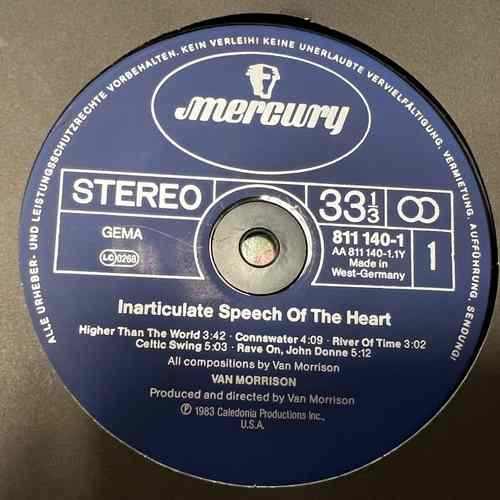 ALLE URHEBER- UND LEISTUNGSSCHUTZRECHTE VORBEHALTEN. KEIN VERLEIH! KEINE UNERLAUBTE VERVIELFÄLTIGUNG. VERMIETUNG. AUFFÜHRUNG. SENDUNG!
mercury
STEREO 33 1/3
GEMA
LC 0268
811 140-1
AA 811 140-1.1Y
Made in
West-Germany
1
Inarticulate Speech Of The Heart
Higher Than The World 3:42 · Connswater 4:09 · River Of Time 3:02
Celtic Swing 5:03 · Rave On, John Donne 5:12
All compositions by Van Morrison
VAN MORRISON
Produced and directed by Van Morrison
℗ 1983 Caledonia Productions Inc.,
U.S.A.